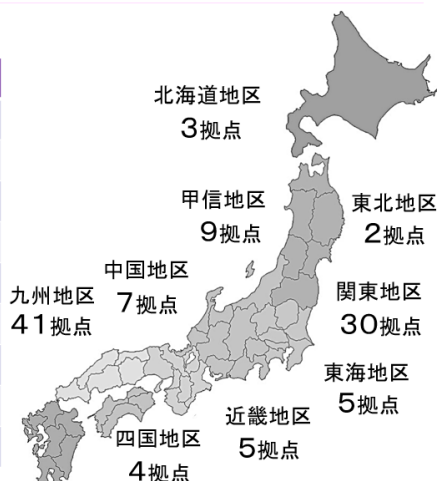 北海道地区
3拠点
甲信地区
9拠点
東北地区
2拠点
中国地区
7拠点
九州地区
41拠点
関東地区
30拠点
東海地区
5拠点
近畿地区
5拠点
四国地区
4拠点